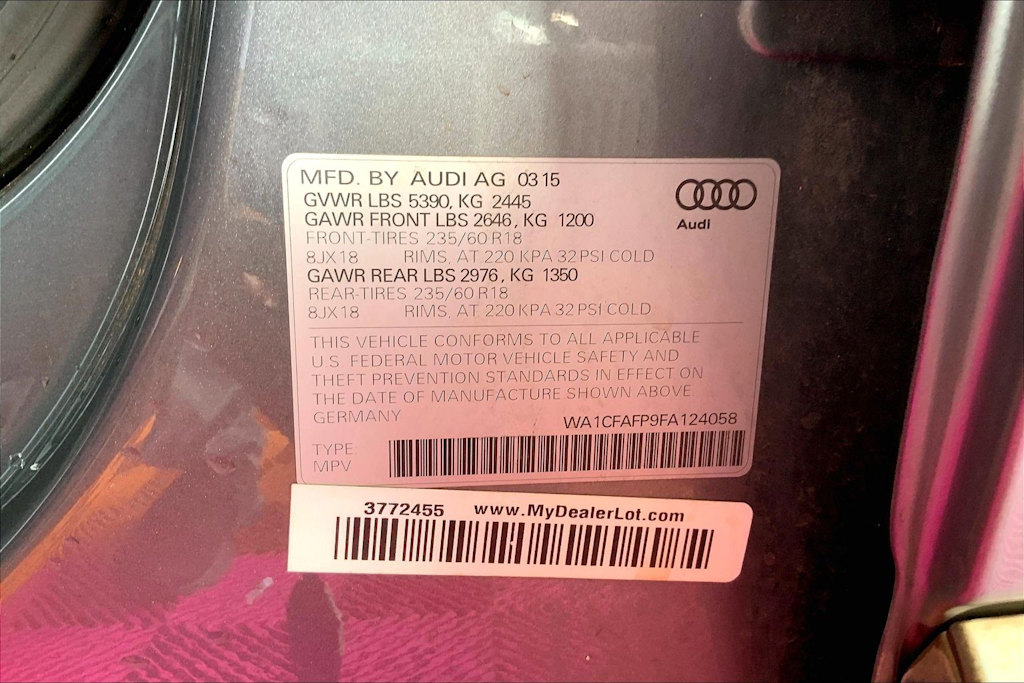 MFD. BY AUDI AG 0315
GVWR LBS 5390, KG 2445
GAWR FRONT LBS 2646, KG 1200
FRONT-TIRES 235/60 R18
8JX18 RIMS, AT 220 KPA 32 PSI COLD
GAWR REAR LBS 2976, KG 1350
REAR-TIRES 235/60 R18
8JX18 RIMS, AT 220 KPA 32 PSI COLD
Audi
THIS VEHICLE CONFORMS TO ALL APPLICABLE
U.S. FEDERAL MOTOR VEHICLE SAFETY AND
THEFT PREVENTION STANDARDS IN EFFECT ON
THE DATE OF MANUFACTURE SHOWN ABOVE
GERMANY
WA1CFAFP9FA124058
TYPE:
MPV
3772455 www.MyDealerLot.com